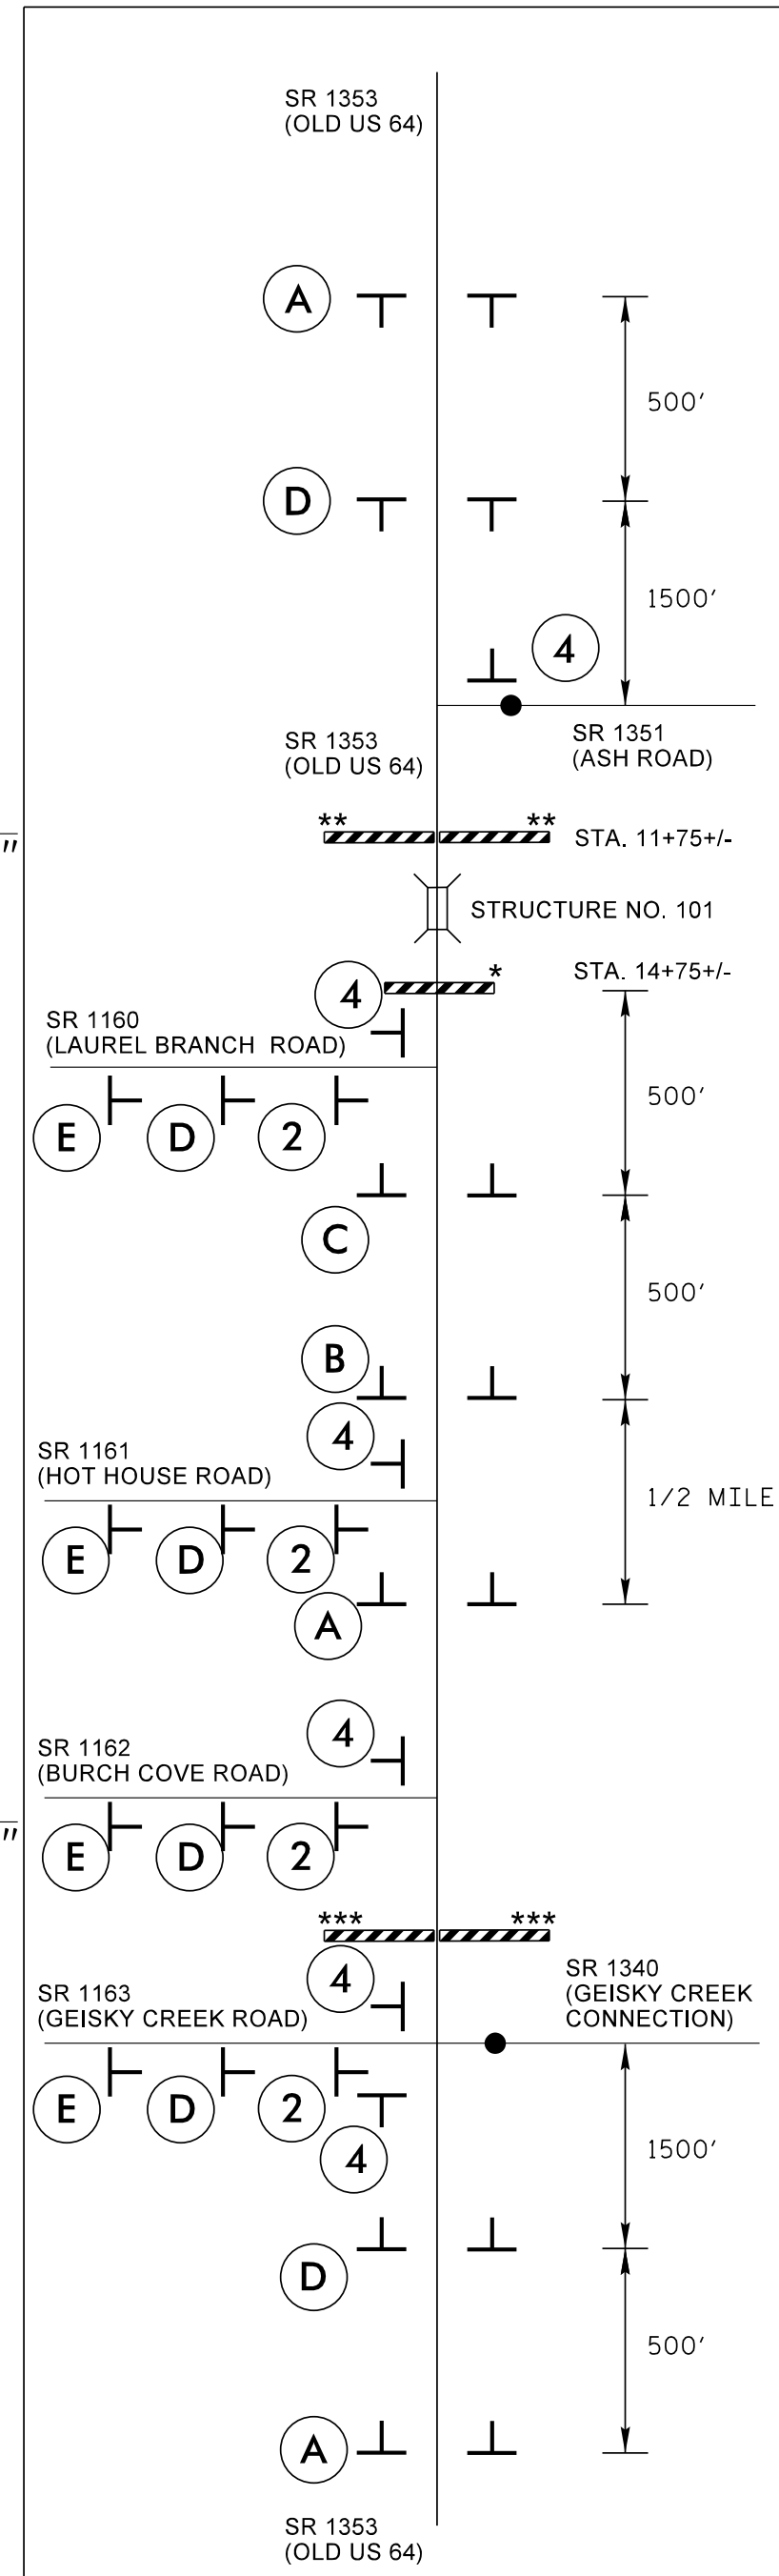 SR 1353
(OLD US 64)
A
500'
D
1500'
4
SR 1351
(ASH ROAD)
SR 1353
(OLD US 64)
** **
STA. 11+75+/-
"
STRUCTURE NO. 101
STA. 14+75+/-
4 *
SR 1160
(LAUREL BRANCH ROAD)
500'
E D 2
C
500'
B
4
SR 1161
(HOT HOUSE ROAD)
1/2 MILE
E D 2
A
4
SR 1162
(BURCH COVE ROAD)
"
E D 2
*** ***
4
SR 1163
(GEISKY CREEK ROAD)
SR 1340
(GEISKY CREEK
CONNECTION)
E D 2
4
1500'
D
500'
A
SR 1353
(OLD US 64)